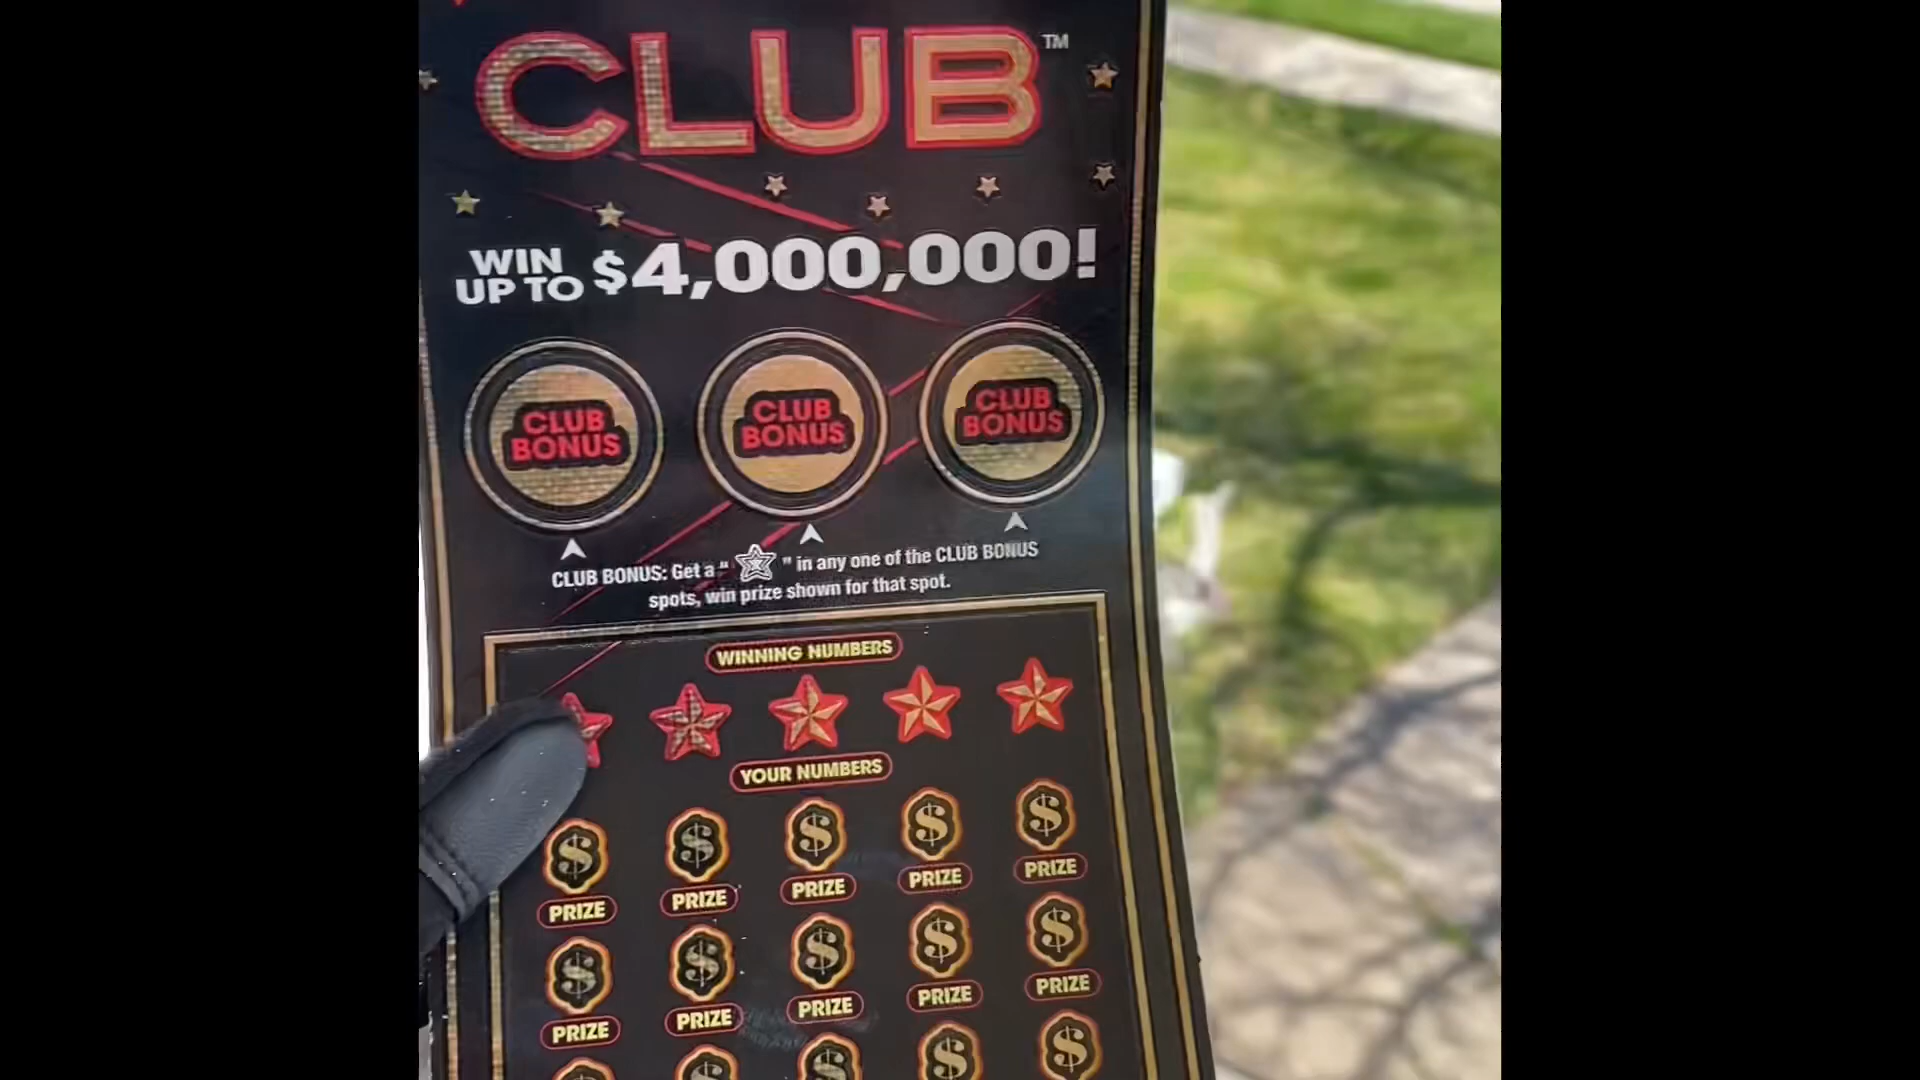 CLUB™
WIN
UP TO $4,000,000!
CLUB
BONUS
CLUB
BONUS
CLUB
BONUS
CLUB BONUS: Get a " " in any one of the CLUB BONUS
spots, win prize shown for that spot.
WINNING NUMBERS
YOUR NUMBERS
$ $ $ $ $
PRIZE PRIZE PRIZE PRIZE PRIZE
$ $ $ $ $
PRIZE PRIZE PRIZE PRIZE PRIZE
$ $ $ $ $